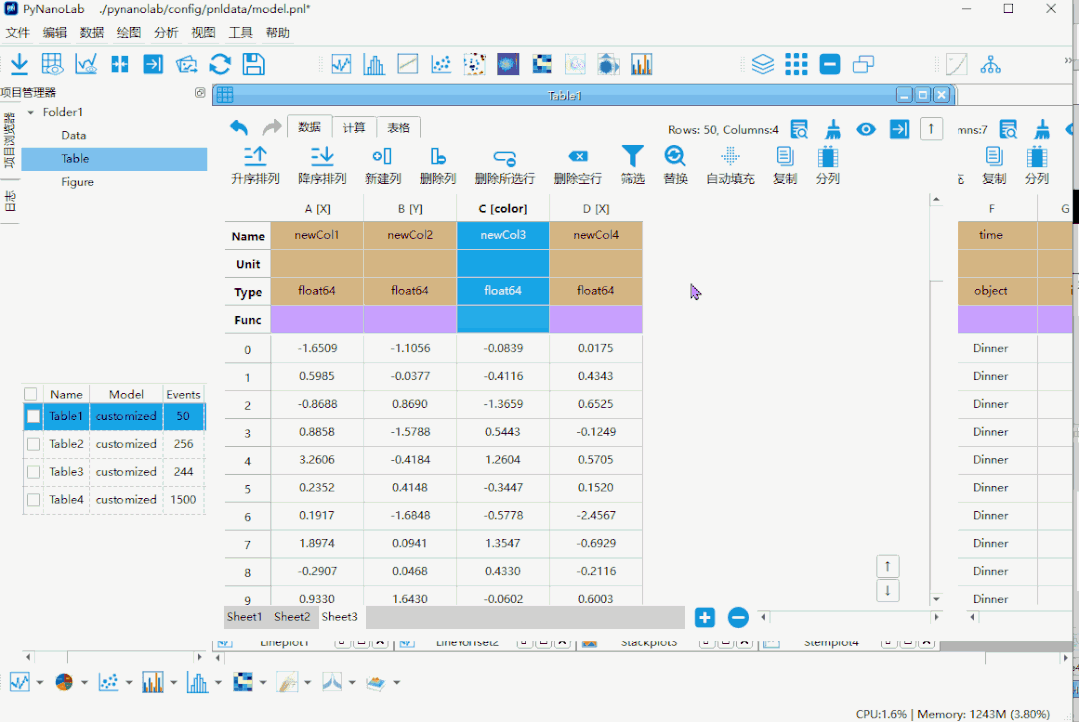 PyNanoLab ./pynanolab/config/pnldata/model.pnl*
文件 编辑 数据 绘图 分析 视图 工具 帮助
项目管理器
项目浏览器
日志
Folder1
Data
Table
Figure
Name Model Events
Table1 customized 50
Table2 customized 256
Table3 customized 244
Table4 customized 1500
Table1
数据 计算 表格
Rows: 50, Columns:4 ↑ mns:7
升序排列 降序排列 新建列 删除列 删除所选行 删除空行 筛选 替换 自动填充 复制 分列 复制 分列
A [X] B [Y] C [color] D [X] F G
Name newCol1 newCol2 newCol3 newCol4 time
Unit
Type float64 float64 float64 float64 object
Func
0 -1.6509 -1.1056 -0.0839 0.0175 Dinner
1 0.5985 -0.0377 -0.4116 0.4343 Dinner
2 -0.8688 0.8690 -1.3659 0.6525 Dinner
3 0.8858 -1.5788 0.5443 -0.1249 Dinner
4 3.2606 -0.4184 1.2604 0.5705 Dinner
5 0.2352 0.4148 -0.3447 0.1520 Dinner
6 0.1917 -1.6848 -0.5778 -2.4567 Dinner
7 1.8974 0.0941 1.3547 -0.6929 Dinner
8 -0.2907 0.0468 0.4330 -0.2116 Dinner
9 0.9330 1.6430 -0.0602 0.6003 Dinner
↑
↓
Sheet1 Sheet2 Sheet3
Lineplot1 LineYoffset2 Stackplot3 Stemplot4
CPU:1.6% | Memory: 1243M (3.80%)